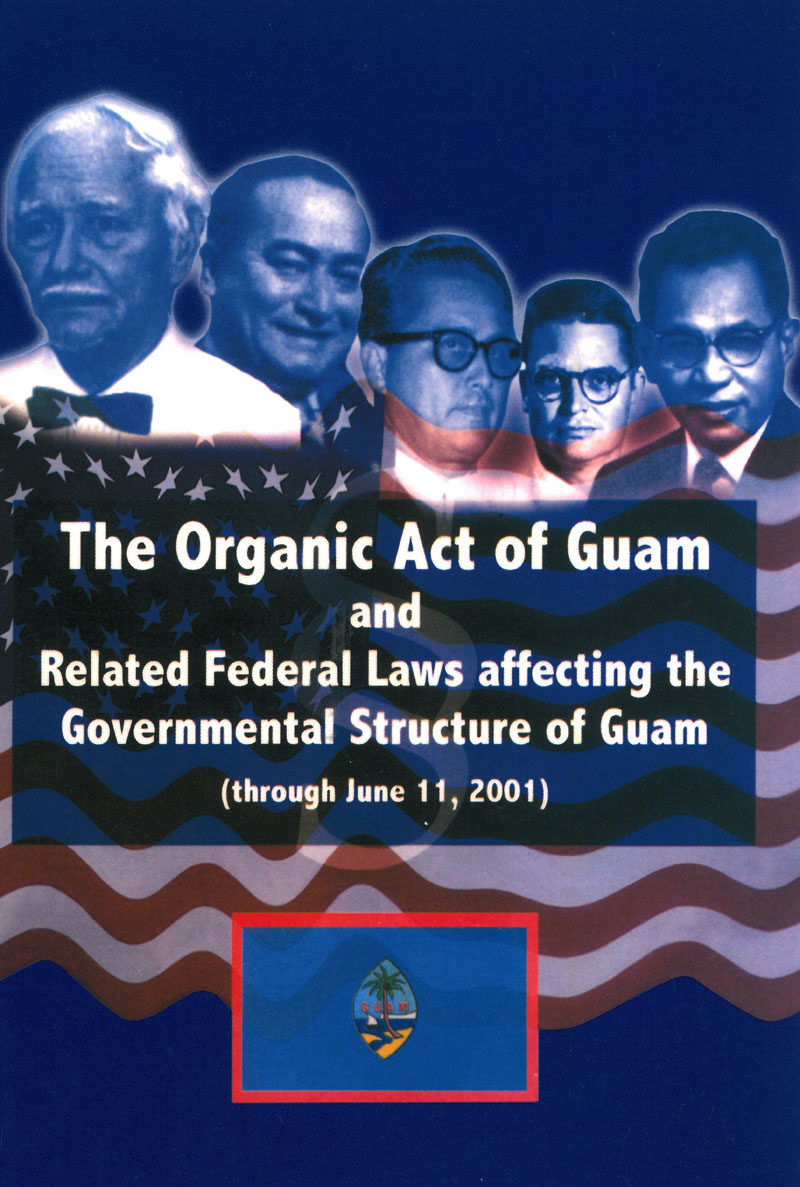 The Organic Act of Guam
and
Related Federal Laws affecting the
Governmental Structure of Guam
(through June 11, 2001)
GUAM